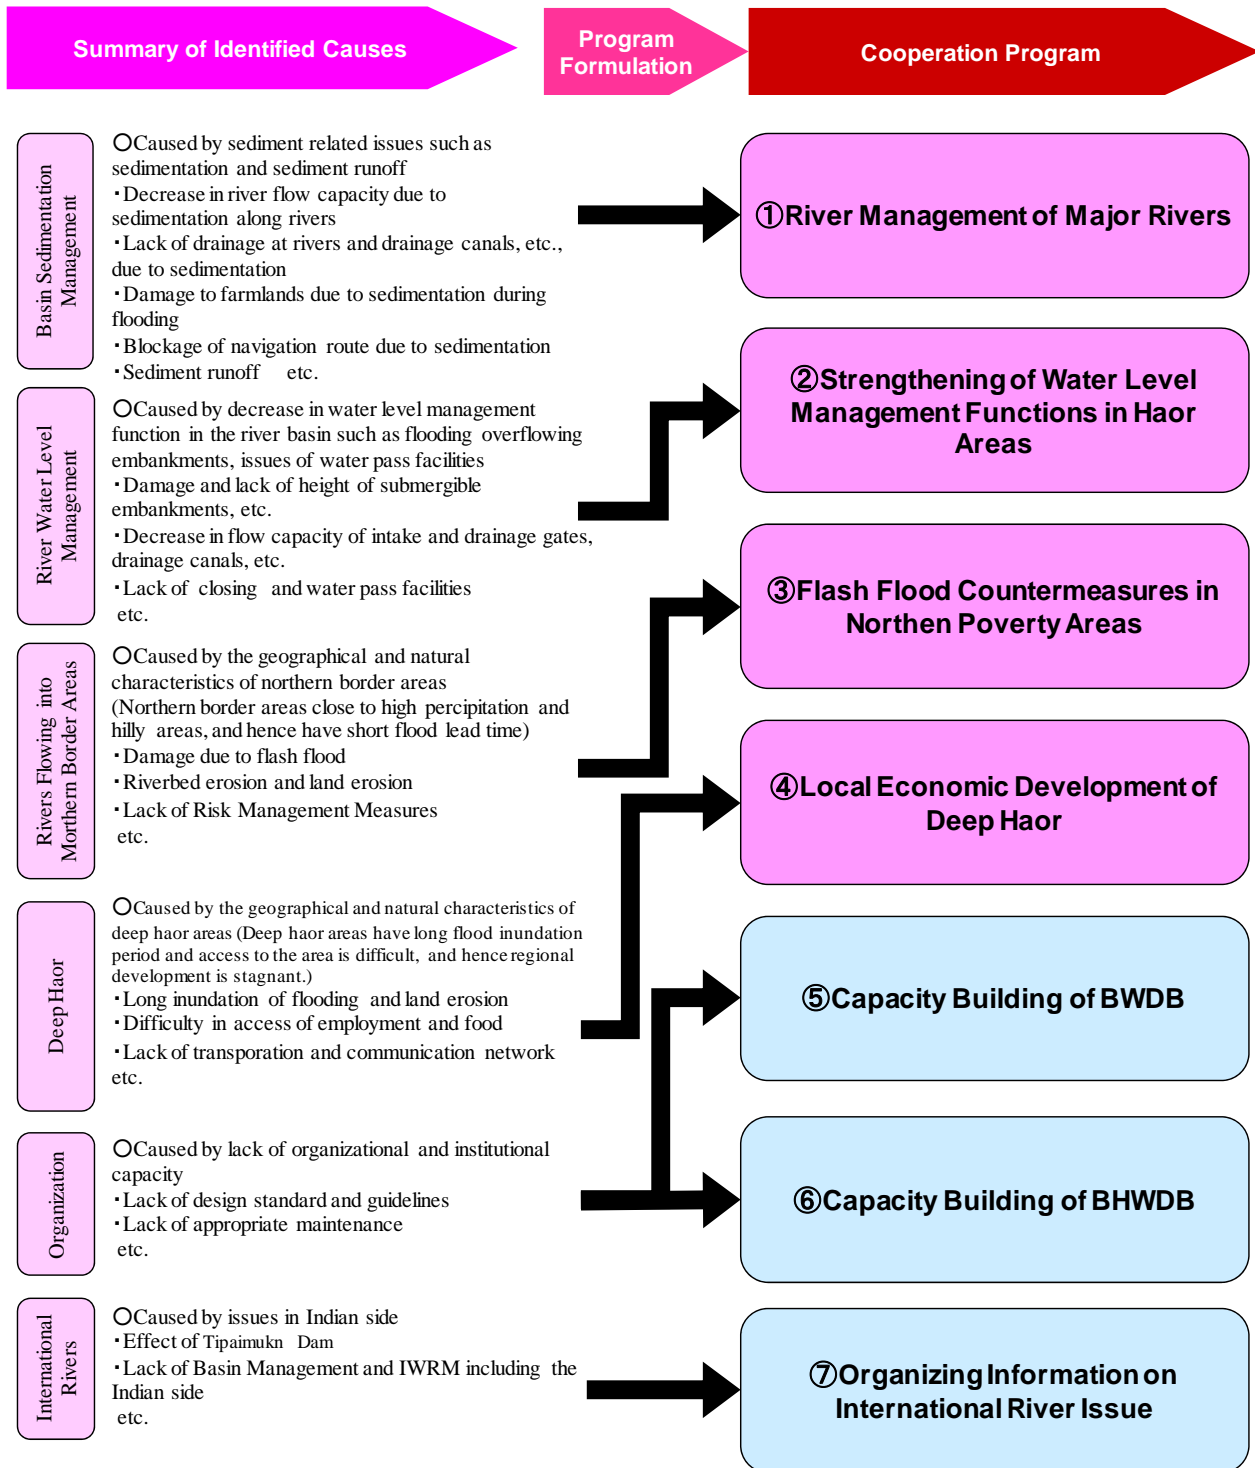 Summary of Identified Causes
Program
Formulation
Cooperation Program
Basin Sedimentation
Management
○Caused by sediment related issues such as
sedimentation and sediment runoff
・Decrease in river flow capacity due to
sedimentation along rivers
・Lack of drainage at rivers and drainage canals, etc.,
due to sedimentation
・Damage to farmlands due to sedimentation during
flooding
・Blockage of navigation route due to sedimentation
・Sediment runoff etc.
①River Management of Major Rivers
River Water Level
Management
○Caused by decrease in water level management
function in the river basin such as flooding overflowing
embankments, issues of water pass facilities
・Damage and lack of height of submergible
embankments, etc.
・Decrease in flow capacity of intake and drainage gates,
drainage canals, etc.
・Lack of closing and water pass facilities
etc.
②Strengthening of Water Level
Management Functions in Haor
Areas
Rivers Flowing into
Morthern Border Areas
○Caused by the geographical and natural
characteristics of northern border areas
(Northern border areas close to high percipitation and
hilly areas, and hence have short flood lead time)
・Damage due to flash flood
・Riverbed erosion and land erosion
・Lack of Risk Management Measures
etc.
③Flash Flood Countermeasures in
Northen Poverty Areas
Deep Haor
○Caused by the geographical and natural characteristics of
deep haor areas (Deep haor areas have long flood inundation
period and access to the area is difficult, and hence regional
development is stagnant.)
・Long inundation of flooding and land erosion
・Difficulty in access of employment and food
・Lack of transporation and communication network
etc.
④Local Economic Development of
Deep Haor
Organization
○Caused by lack of organizational and institutional
capacity
・Lack of design standard and guidelines
・Lack of appropriate maintenance
etc.
⑤Capacity Building of BWDB
⑥Capacity Building of BHWDB
International
Rivers
○Caused by issues in Indian side
・Effect of Tipaimukn Dam
・Lack of Basin Management and IWRM including the
Indian side
etc.
⑦Organizing Information on
International River Issue